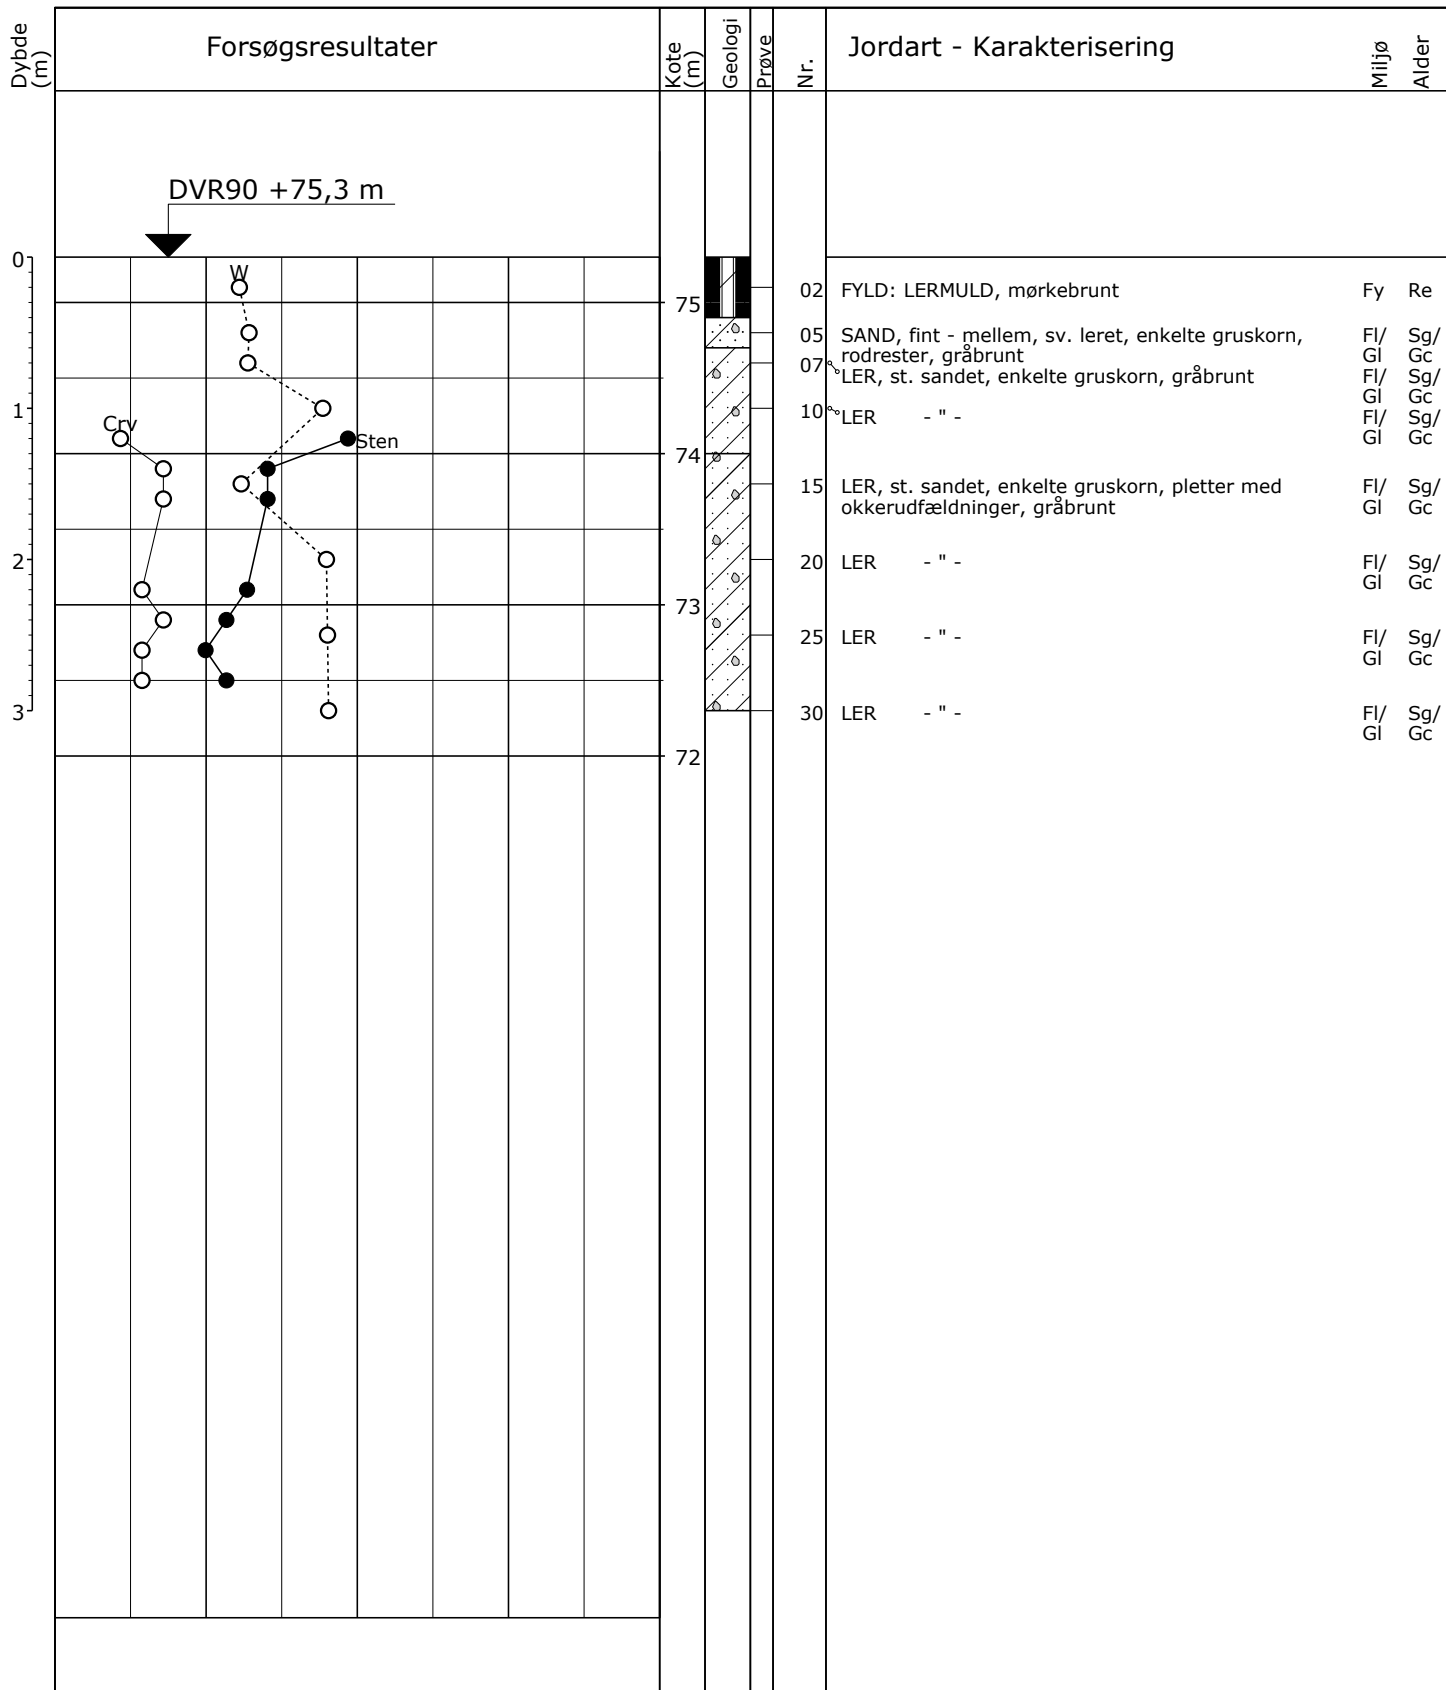 Dybde
(m)
Forsøgsresultater
Kote
(m)
Geologi
Prøve
Nr.
Jordart - Karakterisering
Miljø
Alder
DVR90 +75,3 m
0
W
75
02 FYLD: LERMULD, mørkebrunt Fy Re
05 SAND, fint - mellem, sv. leret, enkelte gruskorn, Fl/ Sg/
rodrester, gråbrunt Gl Gc
07 LER, st. sandet, enkelte gruskorn, gråbrunt Fl/ Sg/
Gl Gc
1
10 LER - " - Fl/ Sg/
Gl Gc
Crv
Sten
74
15 LER, st. sandet, enkelte gruskorn, pletter med Fl/ Sg/
okkerudfældninger, gråbrunt Gl Gc
2
20 LER - " - Fl/ Sg/
Gl Gc
73
25 LER - " - Fl/ Sg/
Gl Gc
3
30 LER - " - Fl/ Sg/
Gl Gc
72